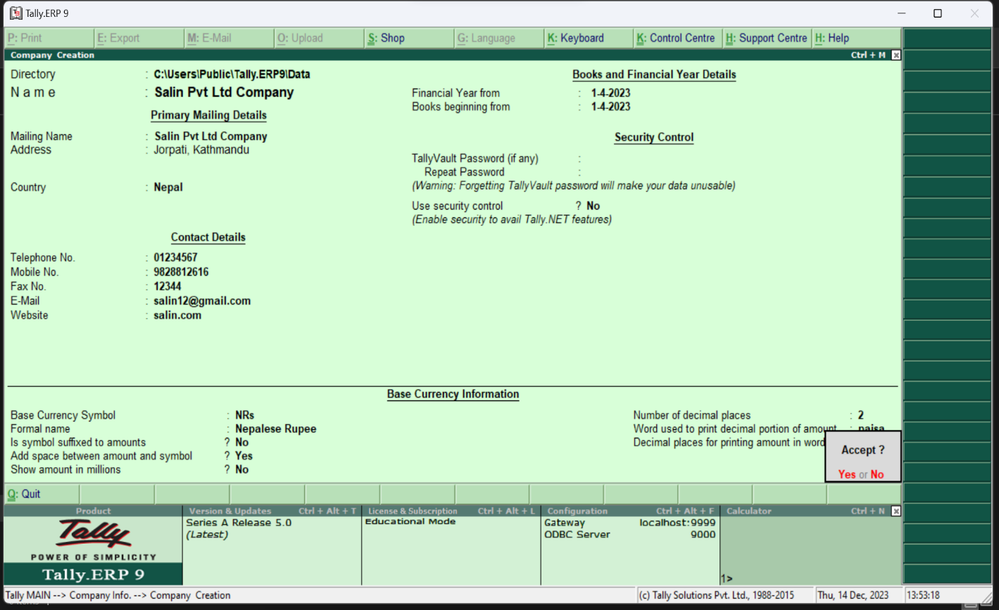 Tally.ERP 9
P: Print E: Export M: E-Mail O: Upload S: Shop G: Language K: Keyboard K: Control Centre H: Support Centre H: Help
Company Creation Ctrl + M
Directory : C:\Users\Public\Tally.ERP9\Data
Name : Salin Pvt Ltd Company
Primary Mailing Details
Mailing Name : Salin Pvt Ltd Company
Address : Jorpati, Kathmandu
Country : Nepal
Contact Details
Telephone No. : 01234567
Mobile No. : 9828812616
Fax No. : 12344
E-Mail : salin12@gmail.com
Website : salin.com
Books and Financial Year Details
Financial Year from : 1-4-2023
Books beginning from : 1-4-2023
Security Control
TallyVault Password (if any) :
Repeat Password :
(Warning: Forgetting TallyVault password will make your data unusable)
Use security control ? No
(Enable security to avail Tally.NET features)
Base Currency Information
Base Currency Symbol : NRs
Formal name : Nepalese Rupee
Is symbol suffixed to amounts ? No
Add space between amount and symbol ? Yes
Show amount in millions ? No
Number of decimal places : 2
Word used to print decimal portion of amount : paisa
Decimal places for printing amount in word
Accept ?
Yes or No
Q: Quit
Product
Tally
POWER OF SIMPLICITY
Tally.ERP 9
Version & Updates Ctrl + Alt + T
Series A Release 5.0
(Latest)
License & Subscription Ctrl + Alt + L
Educational Mode
Configuration Ctrl + Alt + F
Gateway localhost:9999
ODBC Server 9000
Calculator Ctrl + N
1>
Tally MAIN --> Company Info. --> Company Creation (c) Tally Solutions Pvt. Ltd., 1988-2015 Thu, 14 Dec, 2023 13:53:18